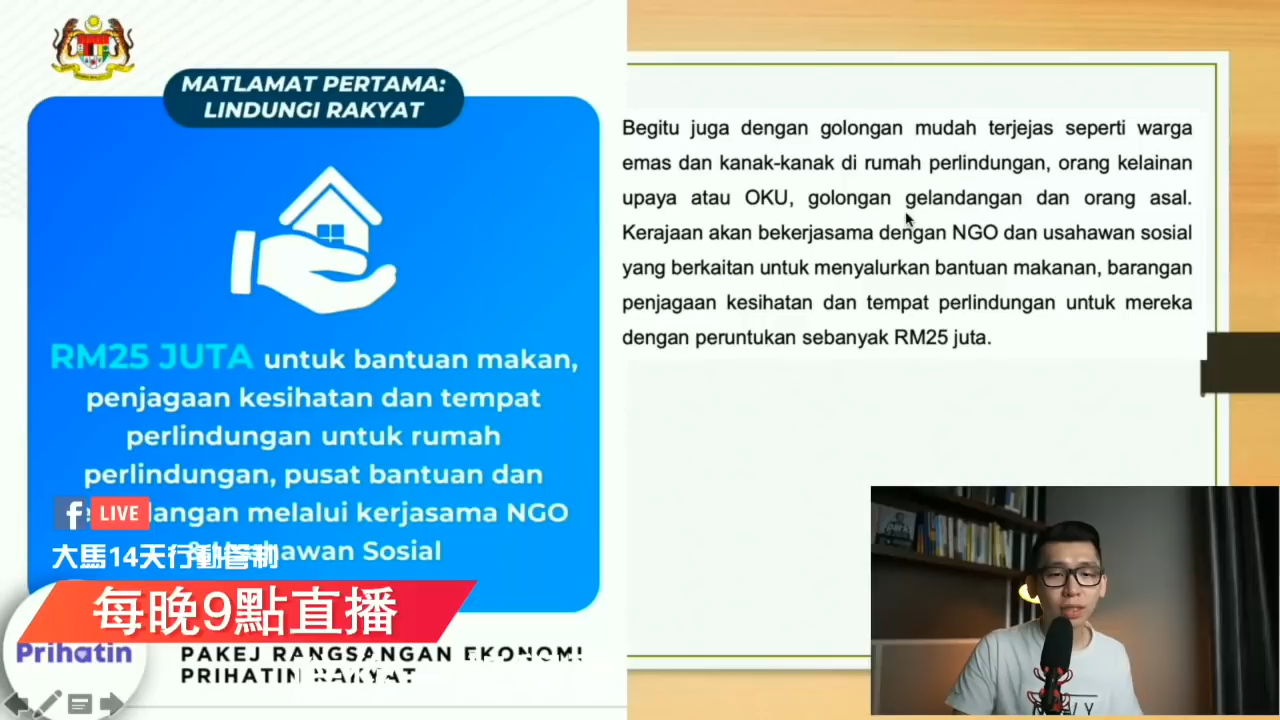 MATLAMAT PERTAMA:
LINDUNGI RAKYAT
RM25 JUTA untuk bantuan makan,
penjagaan kesihatan dan tempat
perlindungan untuk rumah
perlindungan, pusat bantuan dan
langan melalui kerjasama NGO
Sosial
Begitu juga dengan golongan mudah terjejas seperti warga
emas dan kanak-kanak di rumah perlindungan, orang kelainan
upaya atau OKU, golongan gelandangan dan orang asal.
Kerajaan akan bekerjasama dengan NGO dan usahawan sosial
yang berkaitan untuk menyalurkan bantuan makanan, barangan
penjagaan kesihatan dan tempat perlindungan untuk mereka
dengan peruntukan sebanyak RM25 juta.
f LIVE
大馬14天行動管制
每晚9點直播
Prihatin
PAKEJ RANGSANGAN EKONOMI
PRIHATIN RAKYAT